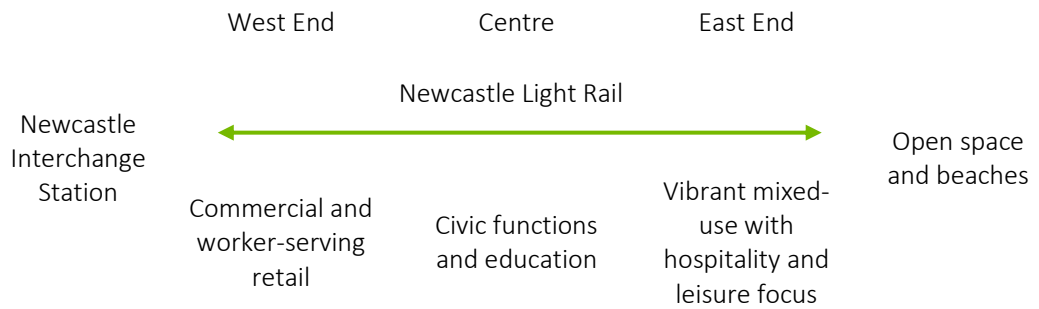 West End
Centre
East End
Newcastle Light Rail
Newcastle
Interchange
Station
Open space
and beaches
Commercial and
worker-serving
retail
Civic functions
and education
Vibrant mixed-
use with
hospitality and
leisure focus